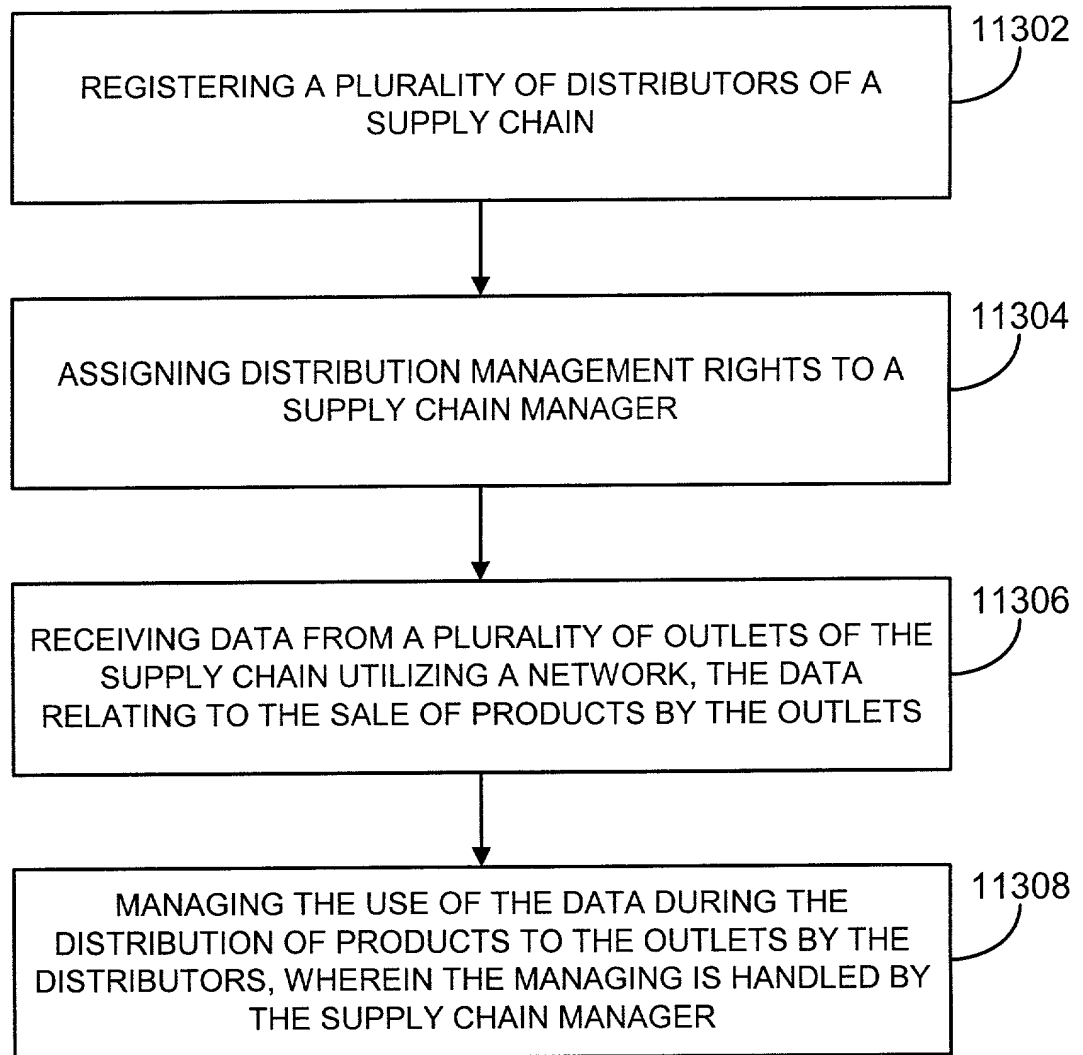 11302
REGISTERING A PLURALITY OF DISTRIBUTORS OF A
SUPPLY CHAIN
11304
ASSIGNING DISTRIBUTION MANAGEMENT RIGHTS TO A
SUPPLY CHAIN MANAGER
11306
RECEIVING DATA FROM A PLURALITY OF OUTLETS OF THE
SUPPLY CHAIN UTILIZING A NETWORK, THE DATA
RELATING TO THE SALE OF PRODUCTS BY THE OUTLETS
11308
MANAGING THE USE OF THE DATA DURING THE
DISTRIBUTION OF PRODUCTS TO THE OUTLETS BY THE
DISTRIBUTORS, WHEREIN THE MANAGING IS HANDLED BY
THE SUPPLY CHAIN MANAGER